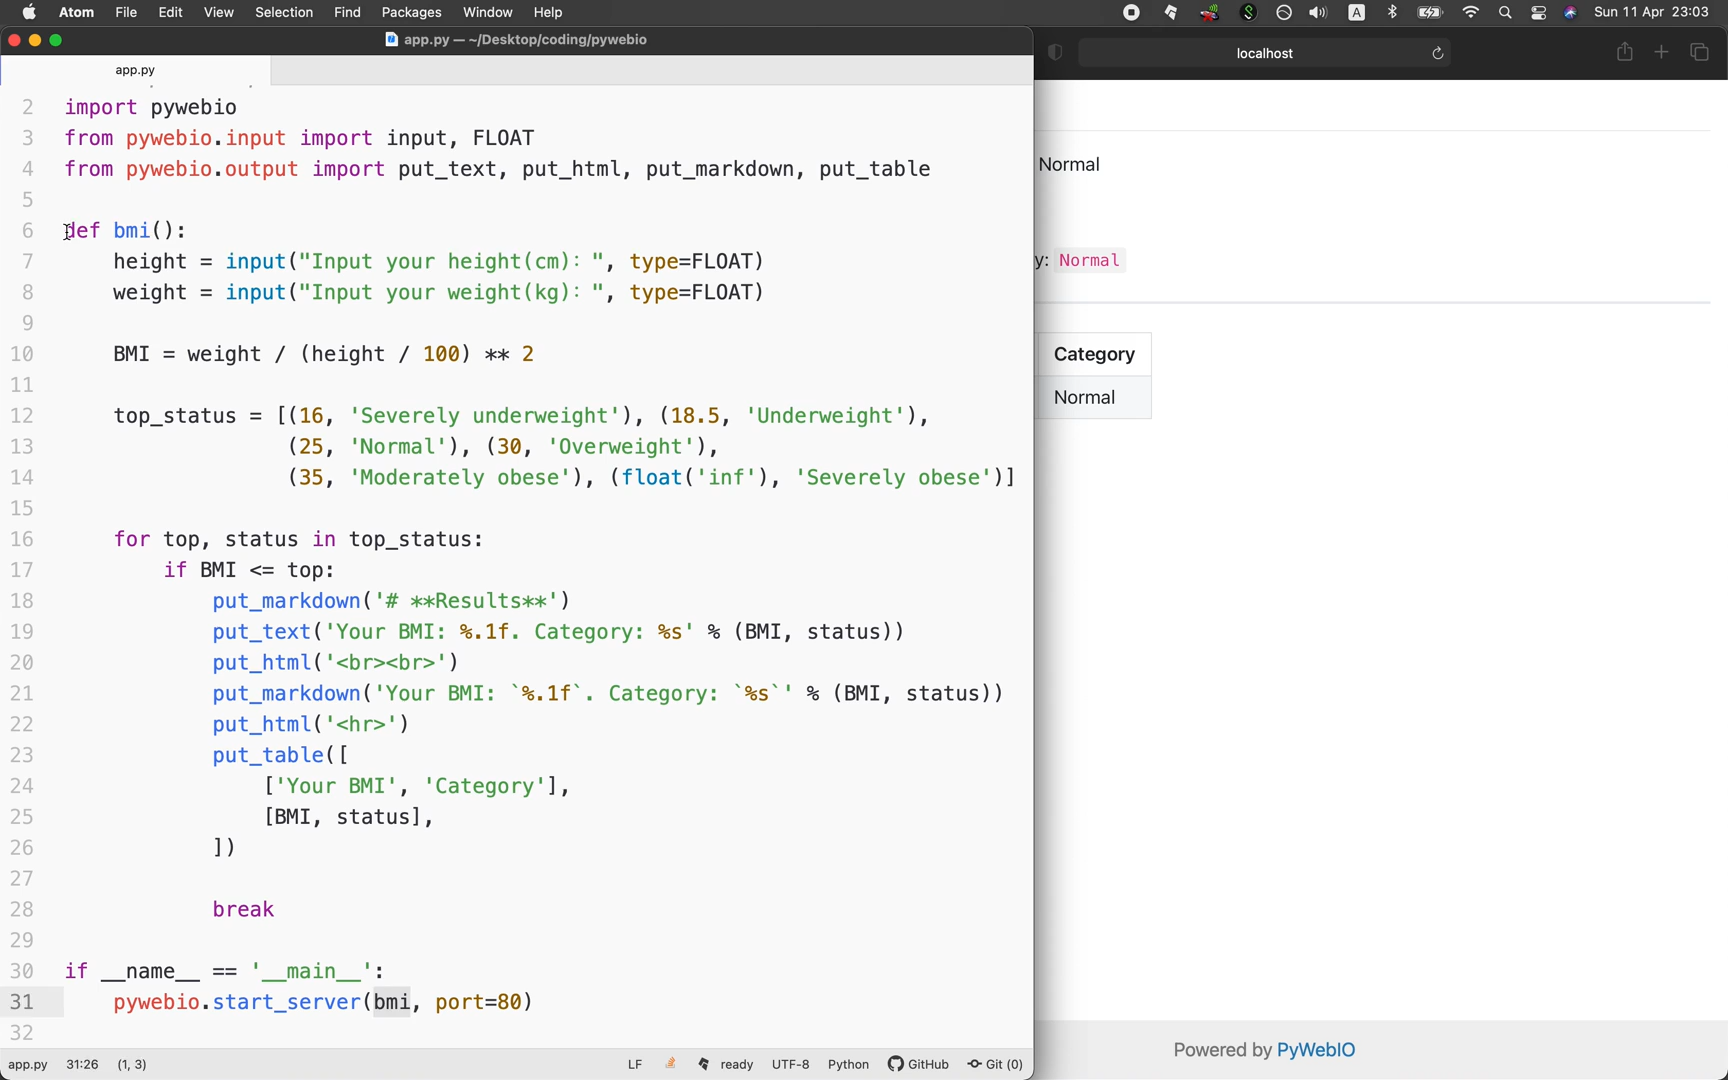 Atom File Edit View Selection Find Packages Window Help A Sun 11 Apr 23:03
app.py — ~/Desktop/coding/pywebio
localhost
app.py
2 import pywebio
3 from pywebio.input import input, FLOAT
4 from pywebio.output import put_text, put_html, put_markdown, put_table
5
6 def bmi():
7 height = input("Input your height(cm): ", type=FLOAT)
8 weight = input("Input your weight(kg): ", type=FLOAT)
9
10 BMI = weight / (height / 100) ** 2
11
12 top_status = [(16, 'Severely underweight'), (18.5, 'Underweight'),
13 (25, 'Normal'), (30, 'Overweight'),
14 (35, 'Moderately obese'), (float('inf'), 'Severely obese')]
15
16 for top, status in top_status:
17 if BMI <= top:
18 put_markdown('# **Results**')
19 put_text('Your BMI: %.1f. Category: %s' % (BMI, status))
20 put_html('<br><br>')
21 put_markdown('Your BMI: `%.1f`. Category: `%s`' % (BMI, status))
22 put_html('<hr>')
23 put_table([
24 ['Your BMI', 'Category'],
25 [BMI, status],
26 ])
27
28 break
29
30 if __name__ == '__main__':
31 pywebio.start_server(bmi, port=80)
32
app.py 31:26 (1, 3) LF ready UTF-8 Python GitHub Git (0)
Normal
y: Normal
Category
Normal
Powered by PyWebIO